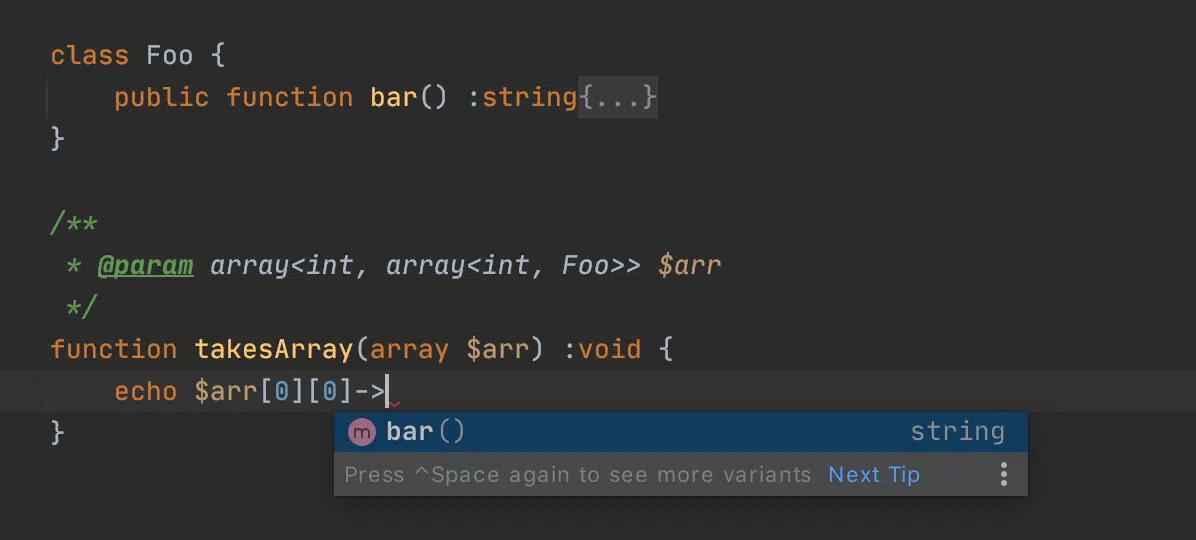 class Foo {
    public function bar() :string{...}
}
/**
 * @param array<int, array<int, Foo>> $arr
 */
function takesArray(array $arr) :void {
    echo $arr[0][0]->
}
m bar() string
Press ^Space again to see more variants Next Tip